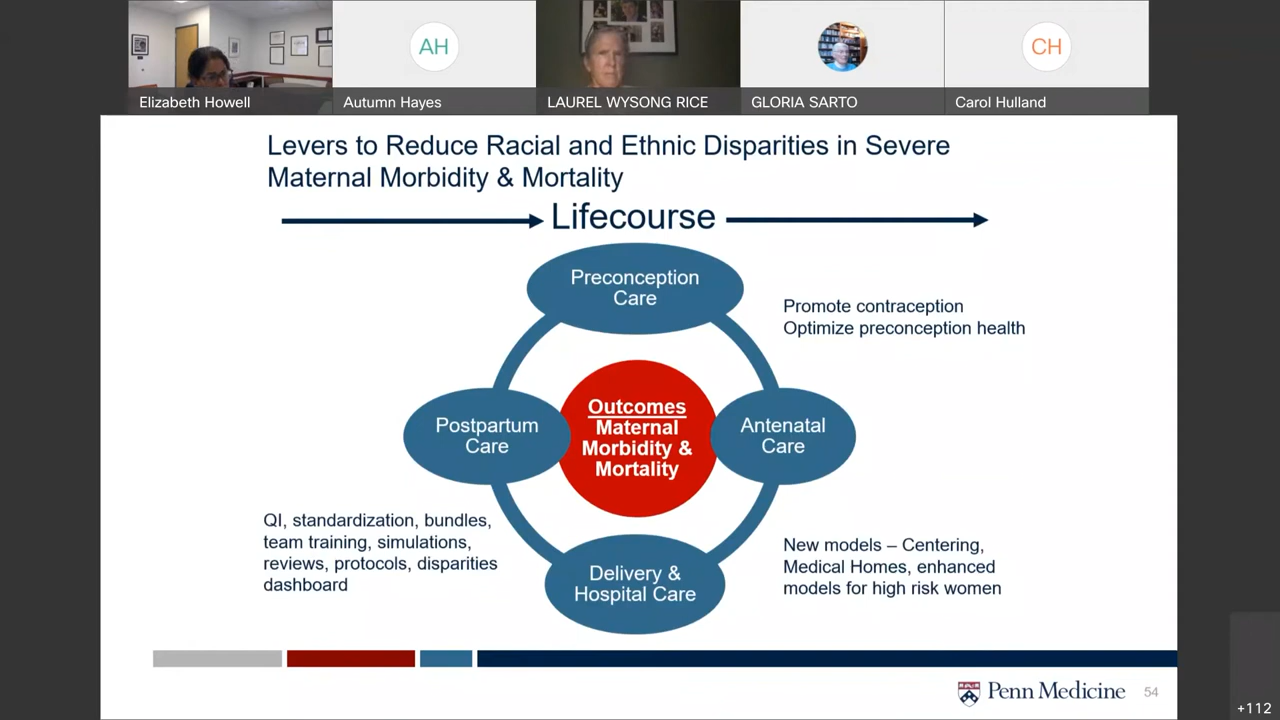 AH
CH
Elizabeth Howell
Autumn Hayes
LAUREL WYSONG RICE
GLORIA SARTO
Carol Hulland
Levers to Reduce Racial and Ethnic Disparities in Severe
Maternal Morbidity & Mortality
Lifecourse
Preconception
Care
Promote contraception
Optimize preconception health
Outcomes
Maternal
Morbidity &
Mortality
Postpartum
Care
Antenatal
Care
QI, standardization, bundles,
team training, simulations,
reviews, protocols, disparities
dashboard
Delivery &
Hospital Care
New models – Centering,
Medical Homes, enhanced
models for high risk women
Penn Medicine
54
+112